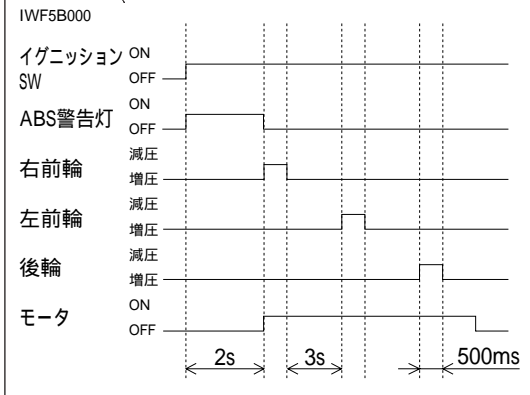 IWF5B000
イグニッション ON
SW OFF
ABS警告灯 ON
OFF
右前輪 減圧
増圧
左前輪 減圧
増圧
後輪 減圧
増圧
モータ ON
OFF
2s 3s 500ms